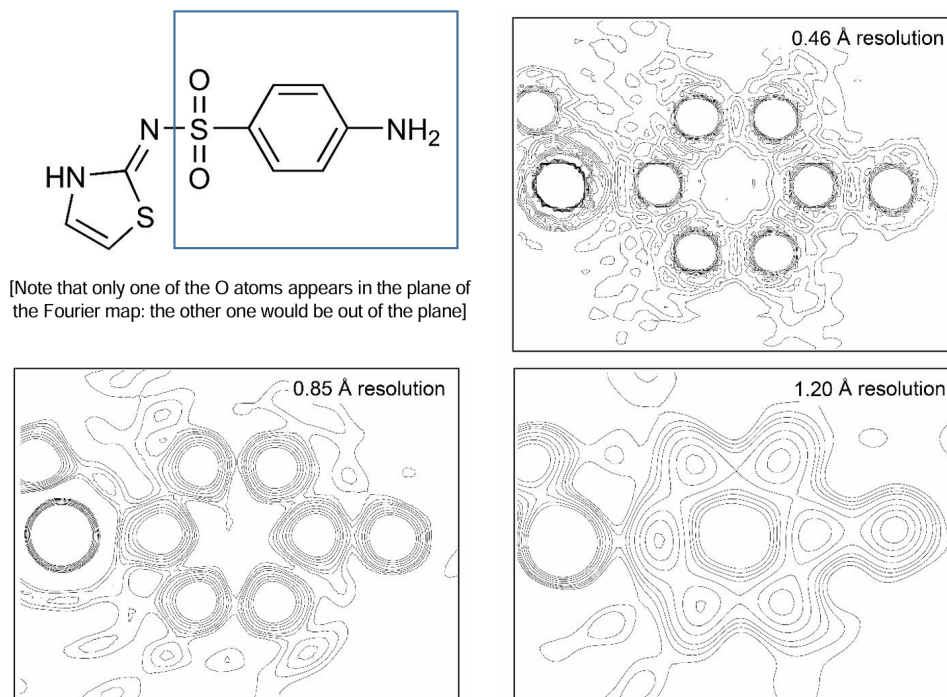 O
N
S
NH₂
HN
O
S
[Note that only one of the O atoms appears in the plane of
the Fourier map: the other one would be out of the plane]
0.46 Å resolution
0.85 Å resolution
1.20 Å resolution